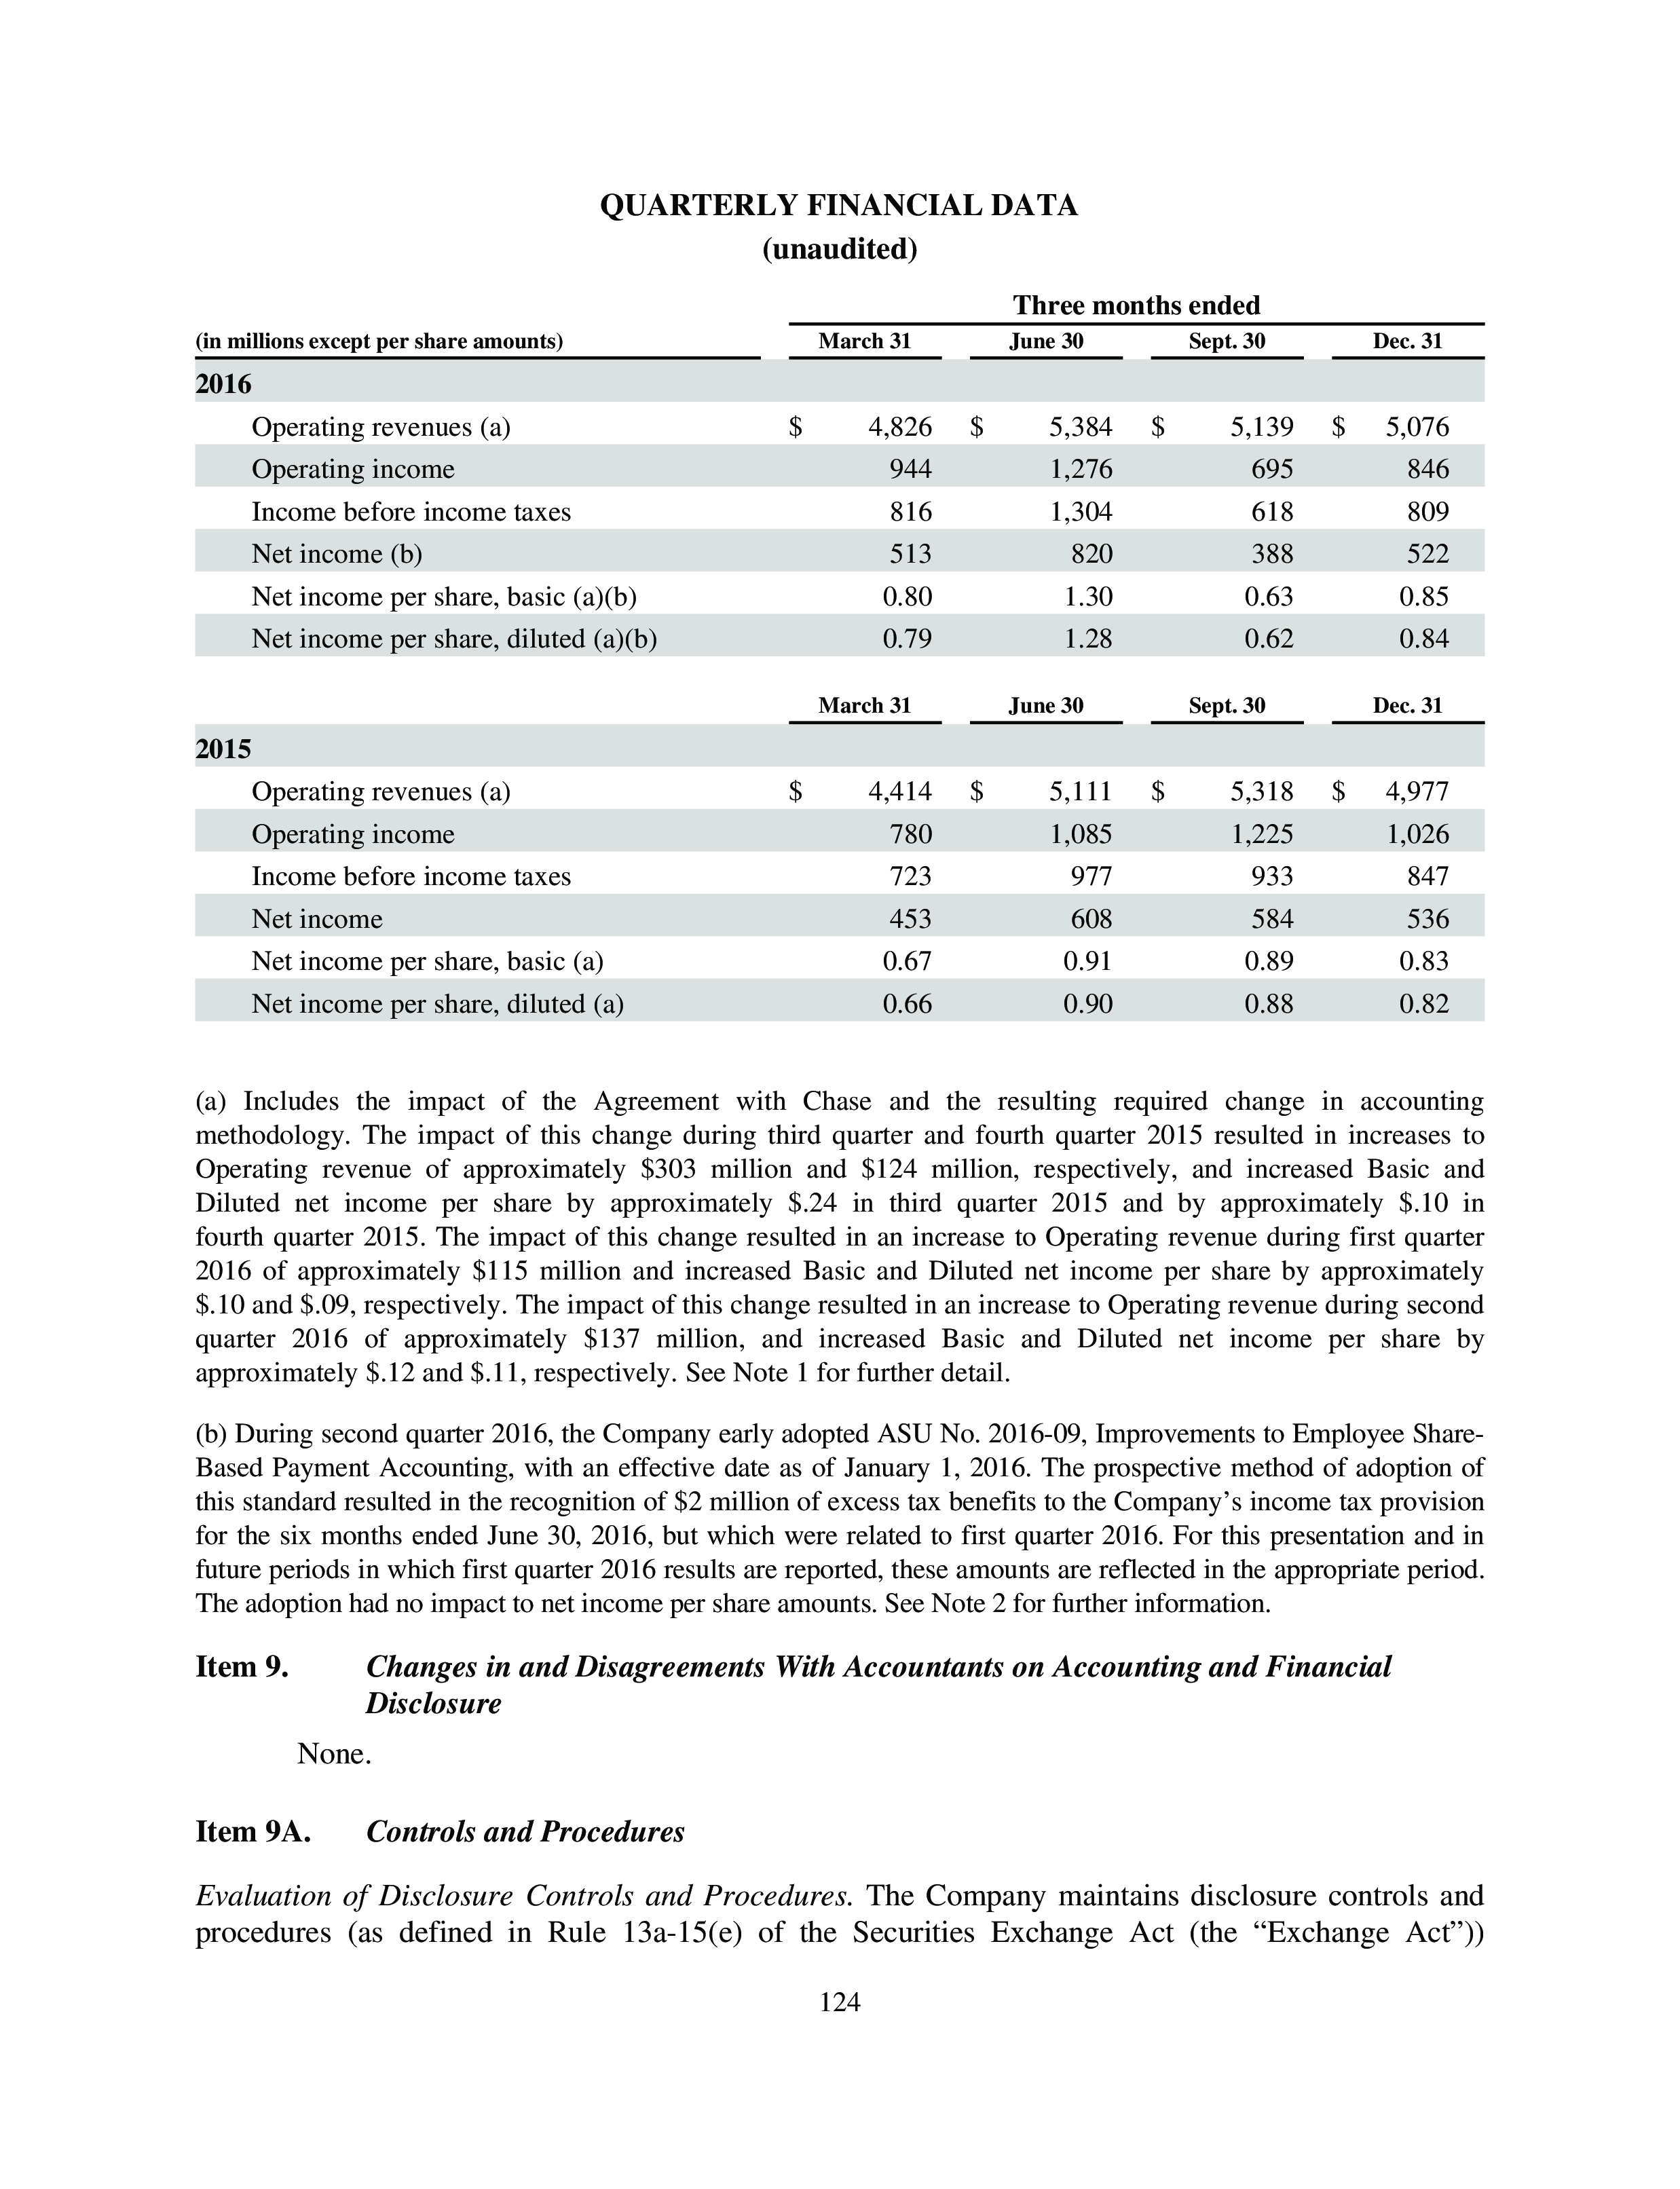 QUARTERLY FINANCIAL DATA
(unaudited)
Three months ended
(in millions except per share amounts) March 31 June 30 Sept. 30 Dec. 31
2016
Operating revenues (a) $ 4,826 $ 5,384 $ 5,139 $ 5,076
Operating income 944 1,276 695 846
Income before income taxes 816 1,304 618 809
Net income (b) 513 820 388 522
Net income per share, basic (a)(b) 0.80 1.30 0.63 0.85
Net income per share, diluted (a)(b) 0.79 1.28 0.62 0.84
March 31 June 30 Sept. 30 Dec. 31
2015
Operating revenues (a) $ 4,414 $ 5,111 $ 5,318 $ 4,977
Operating income 780 1,085 1,225 1,026
Income before income taxes 723 977 933 847
Net income 453 608 584 536
Net income per share, basic (a) 0.67 0.91 0.89 0.83
Net income per share, diluted (a) 0.66 0.90 0.88 0.82
(a) Includes the impact of the Agreement with Chase and the resulting required change in accounting
methodology. The impact of this change during third quarter and fourth quarter 2015 resulted in increases to
Operating revenue of approximately $303 million and $124 million, respectively, and increased Basic and
Diluted net income per share by approximately $.24 in third quarter 2015 and by approximately $.10 in
fourth quarter 2015. The impact of this change resulted in an increase to Operating revenue during first quarter
2016 of approximately $115 million and increased Basic and Diluted net income per share by approximately
$.10 and $.09, respectively. The impact of this change resulted in an increase to Operating revenue during second
quarter 2016 of approximately $137 million, and increased Basic and Diluted net income per share by
approximately $.12 and $.11, respectively. See Note 1 for further detail.
(b) During second quarter 2016, the Company early adopted ASU No. 2016-09, Improvements to Employee Share-
Based Payment Accounting, with an effective date as of January 1, 2016. The prospective method of adoption of
this standard resulted in the recognition of $2 million of excess tax benefits to the Company’s income tax provision
for the six months ended June 30, 2016, but which were related to first quarter 2016. For this presentation and in
future periods in which first quarter 2016 results are reported, these amounts are reflected in the appropriate period.
The adoption had no impact to net income per share amounts. See Note 2 for further information.
Item 9. Changes in and Disagreements With Accountants on Accounting and Financial
Disclosure
None.
Item 9A. Controls and Procedures
Evaluation of Disclosure Controls and Procedures. The Company maintains disclosure controls and
procedures (as defined in Rule 13a-15(e) of the Securities Exchange Act (the “Exchange Act”))
124